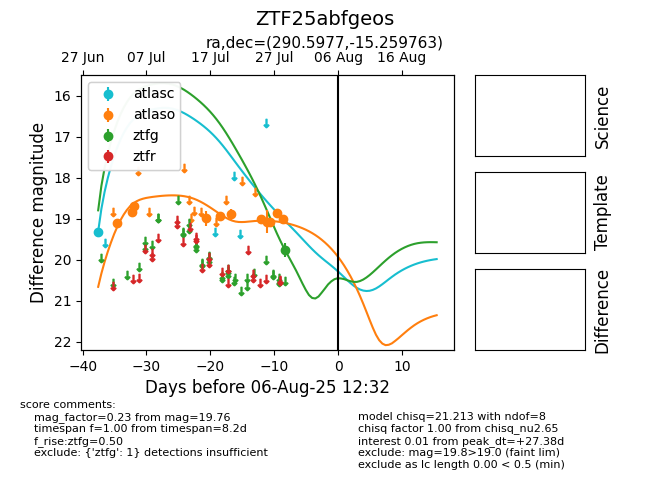 ZTF25abfgeos
ra,dec=(290.5977,-15.259763)
27 Jun 07 Jul 17 Jul 27 Jul 06 Aug 16 Aug
atlasc
atlaso
ztfg
ztfr
16
17
18
19
20
21
22
Difference magnitude
−40 −30 −20 −10 0 10
Days before 06-Aug-25 12:32
Science
Template
Difference
score comments:
mag_factor=0.23 from mag=19.76
timespan f=1.00 from timespan=8.2d
f_rise:ztfg=0.50
exclude: {'ztfg': 1} detections insufficient
model chisq=21.213 with ndof=8
chisq factor 1.00 from chisq_nu2.65
interest 0.01 from peak_dt=+27.38d
exclude: mag=19.8>19.0 (faint lim)
exclude as lc length 0.00 < 0.5 (min)